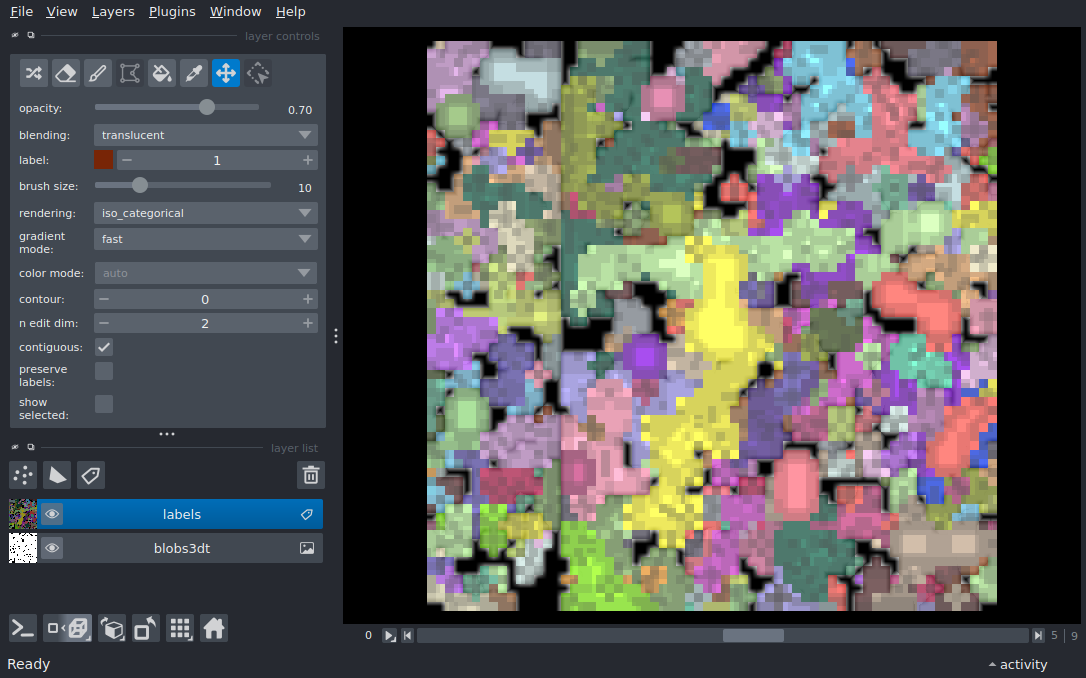 File View Layers Plugins Window Help
layer controls
opacity: 0.70
blending: translucent
label: 1
brush size: 10
rendering: iso_categorical
gradient
mode: fast
color mode: auto
contour: 0
n edit dim: 2
contiguous:
preserve
labels:
show
selected:
layer list
labels
blobs3dt
0 5 9
Ready activity